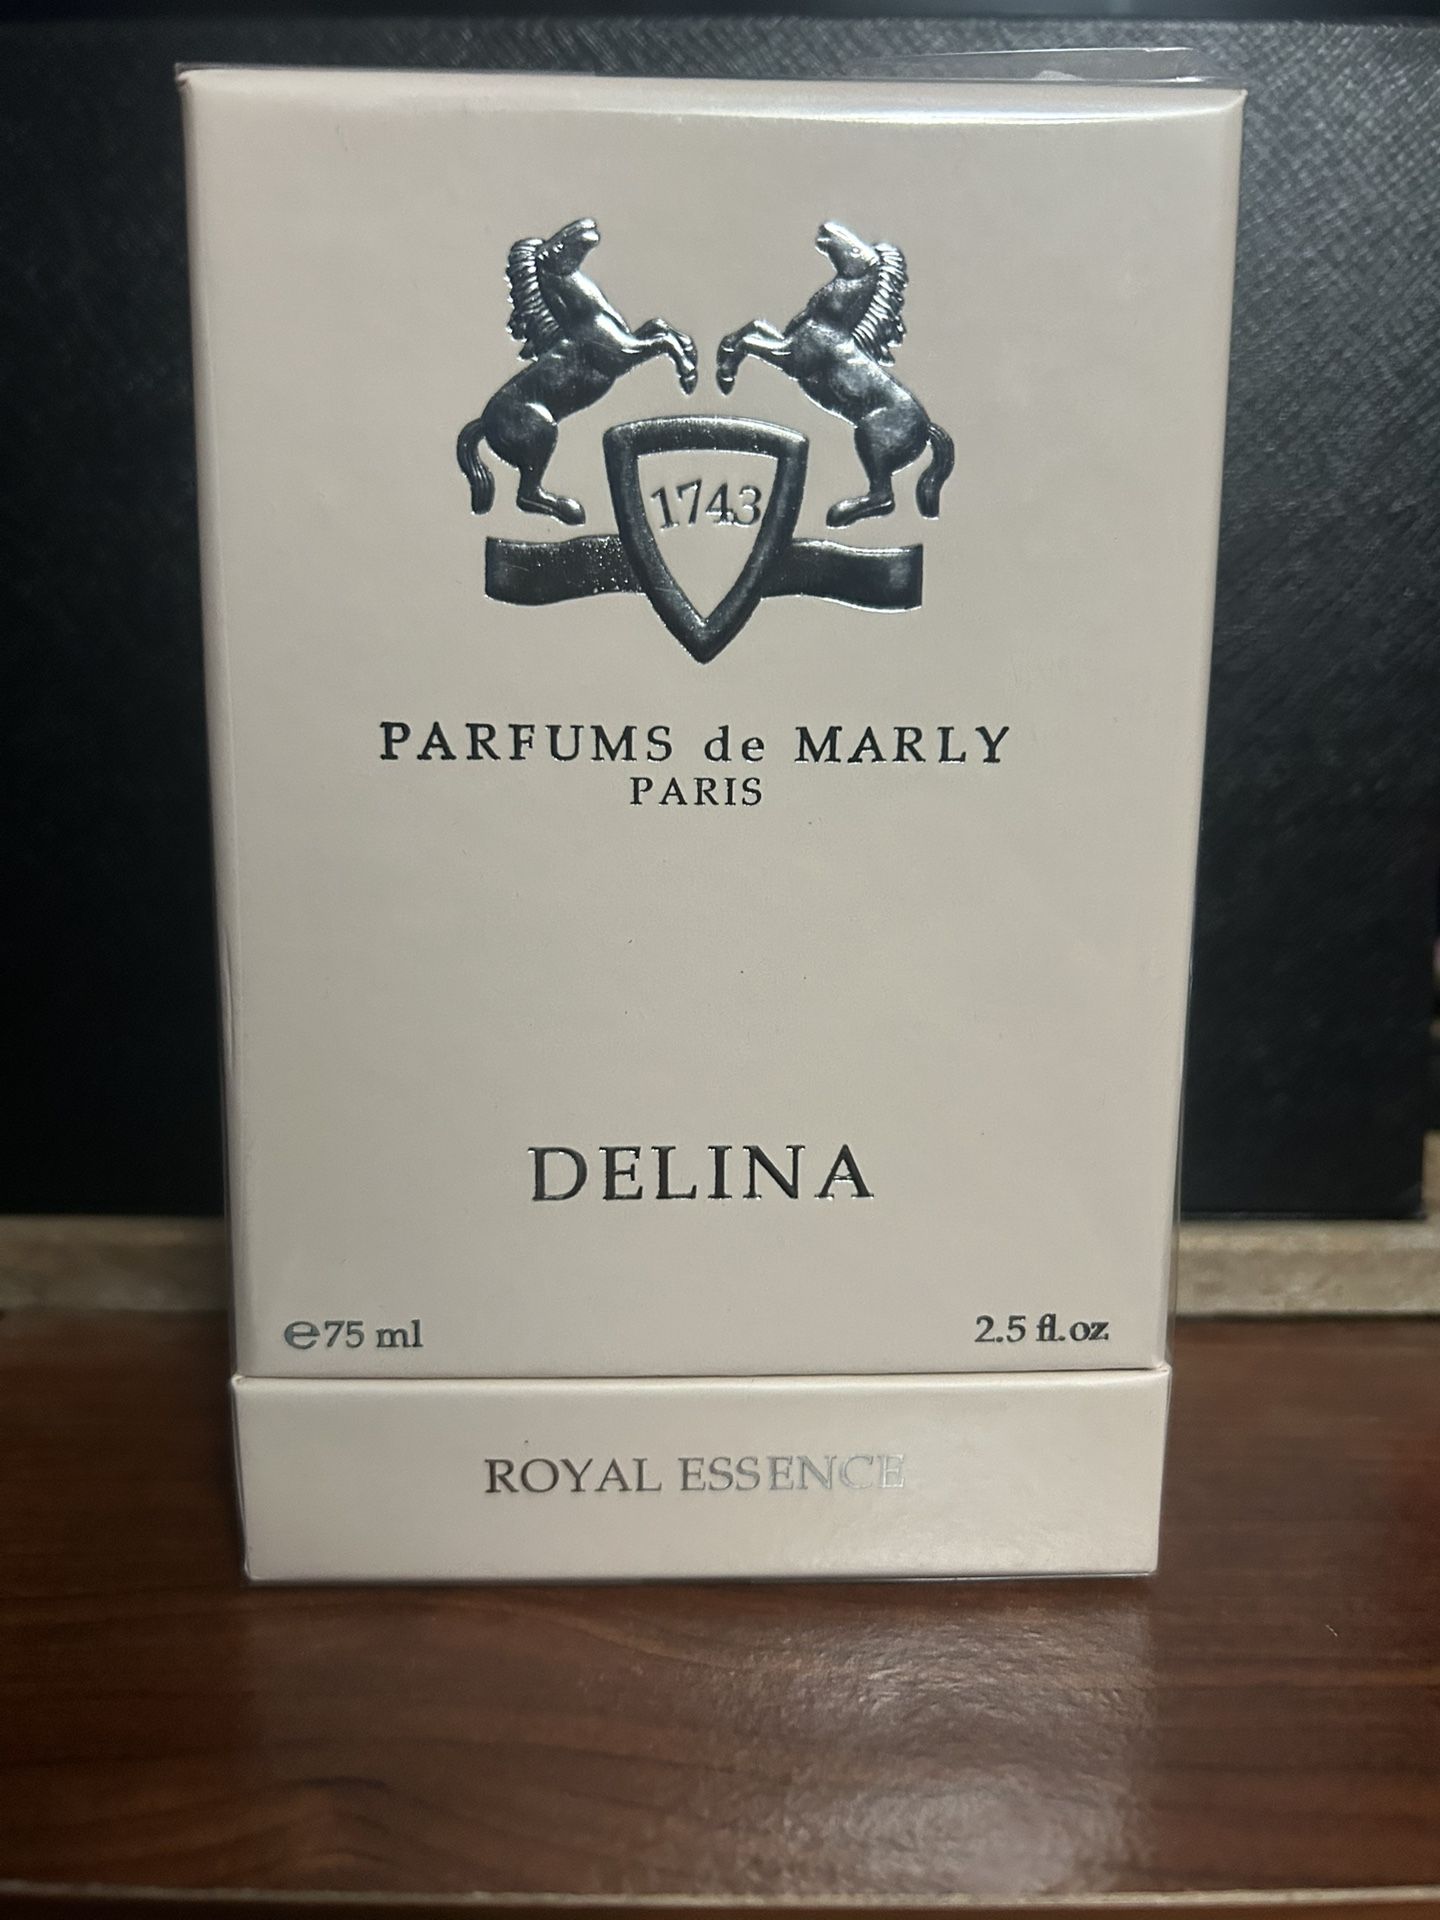 1743
PARFUMS de MARLY
PARIS
DELINA
℮75 ml
2.5 fl.oz
ROYAL ESSENCE